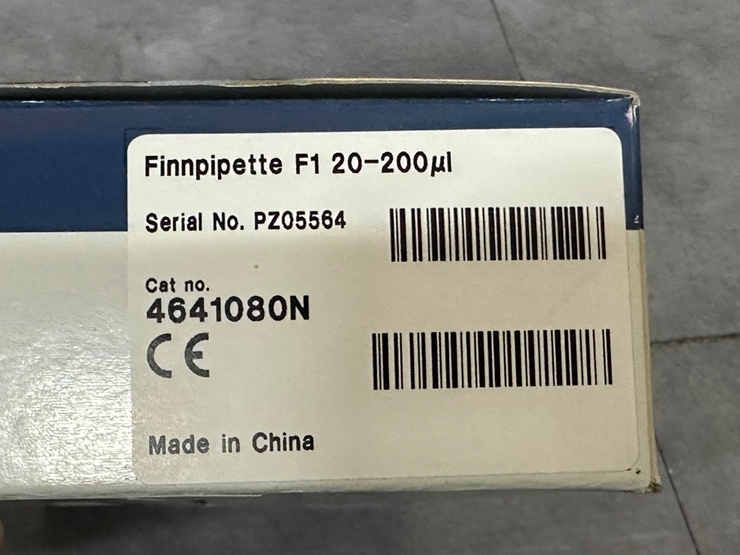 Finnpipette F1 20-200µl
Serial No. PZ05564
Cat no.
4641080N
CE
Made in China